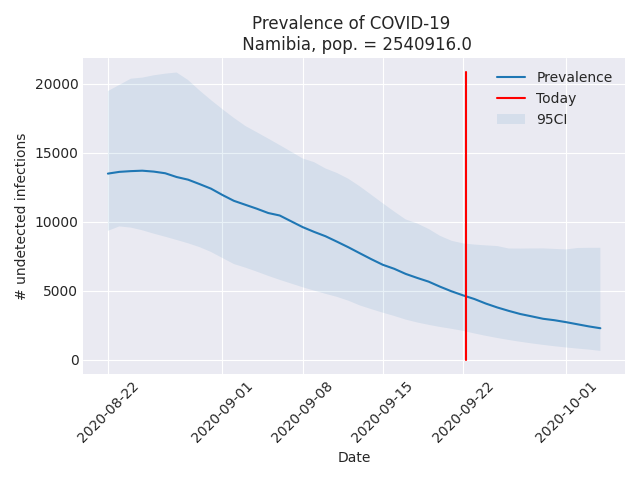 Prevalence of COVID-19
Namibia, pop. = 2540916.0
Prevalence
Today
95CI
# undetected infections
20000
15000
10000
5000
0
2020-08-22
2020-09-01
2020-09-08
2020-09-15
2020-09-22
2020-10-01
Date